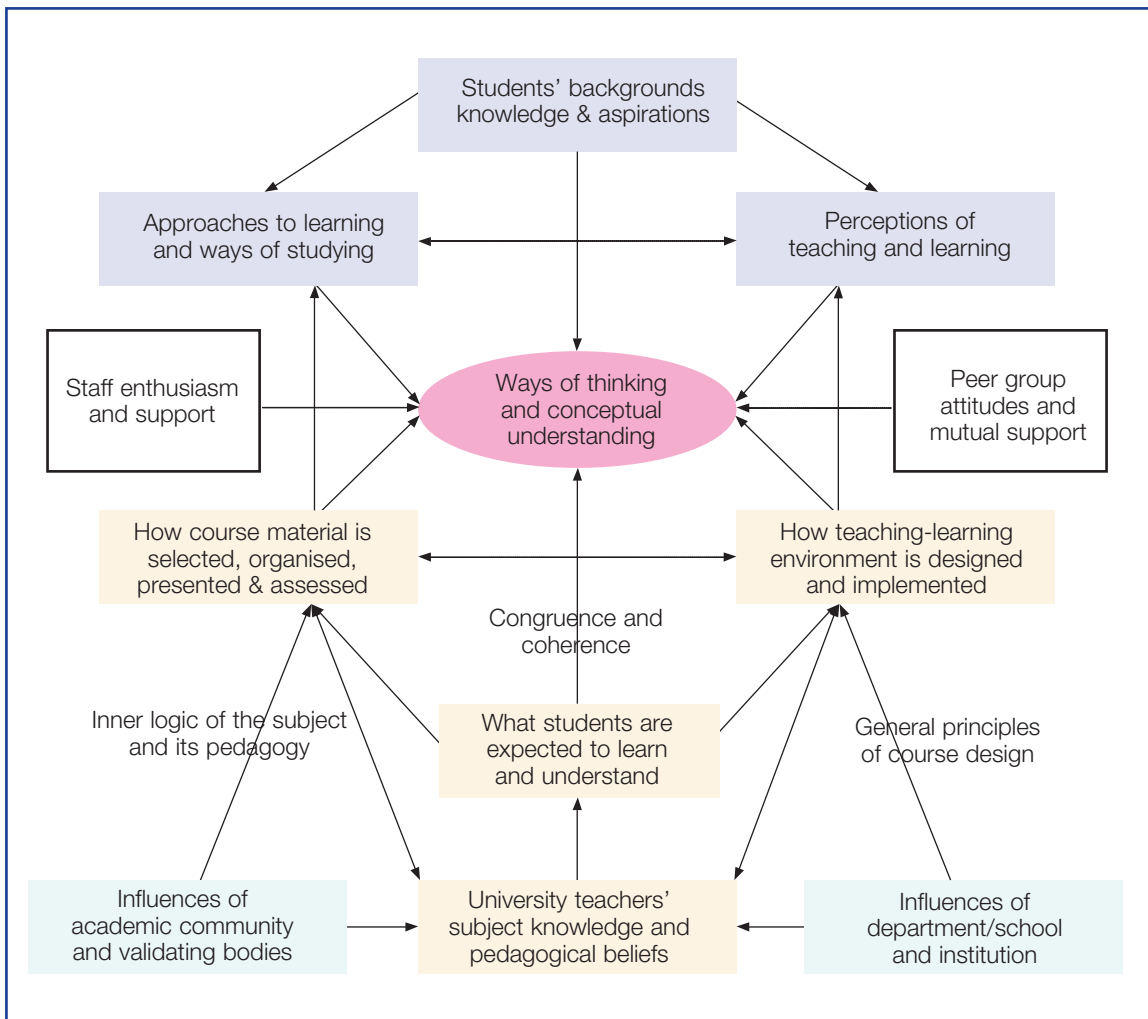 Students’ backgrounds
knowledge & aspirations
Approaches to learning
and ways of studying
Perceptions of
teaching and learning
Staff enthusiasm
and support
Ways of thinking
and conceptual
understanding
Peer group
attitudes and
mutual support
How course material is
selected, organised,
presented & assessed
How teaching-learning
environment is designed
and implemented
Congruence and
coherence
Inner logic of the subject
and its pedagogy
What students are
expected to learn
and understand
General principles
of course design
Influences of
academic community
and validating bodies
University teachers’
subject knowledge and
pedagogical beliefs
Influences of
department/school
and institution